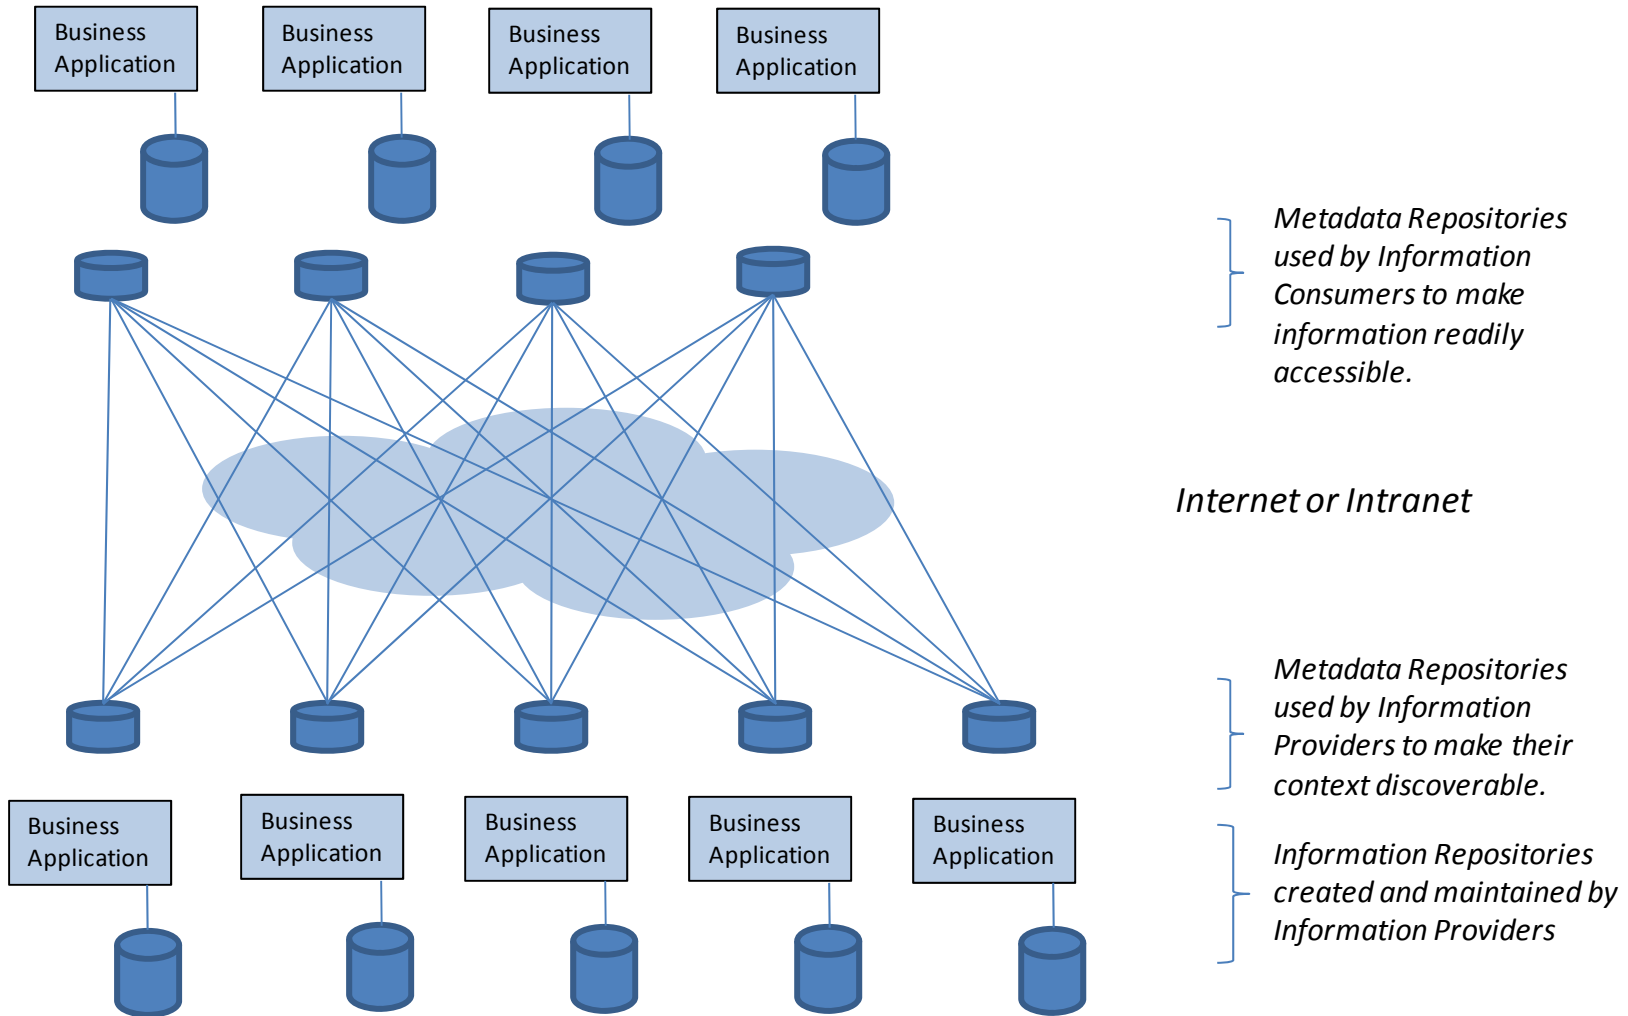 Business
Application
Business
Application
Business
Application
Business
Application
Metadata Repositories
used by Information
Consumers to make
information readily
accessible.
Internet or Intranet
Metadata Repositories
used by Information
Providers to make their
context discoverable.
Business
Application
Business
Application
Business
Application
Business
Application
Business
Application
Information Repositories
created and maintained by
Information Providers